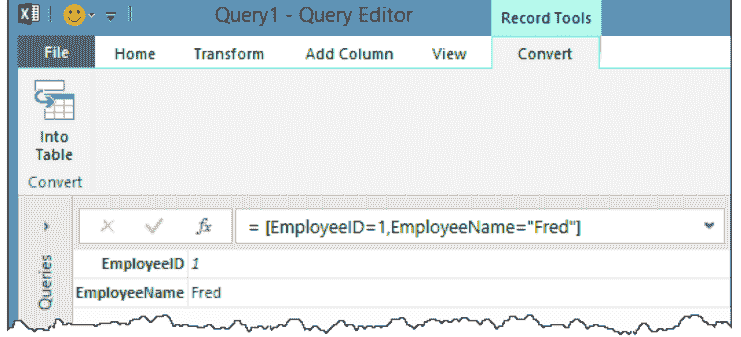 Query1 - Query Editor
Record Tools
File Home Transform Add Column View Convert
Into
Table
Convert
fx = [EmployeeID=1,EmployeeName="Fred"]
Queries
EmployeeID 1
EmployeeName Fred